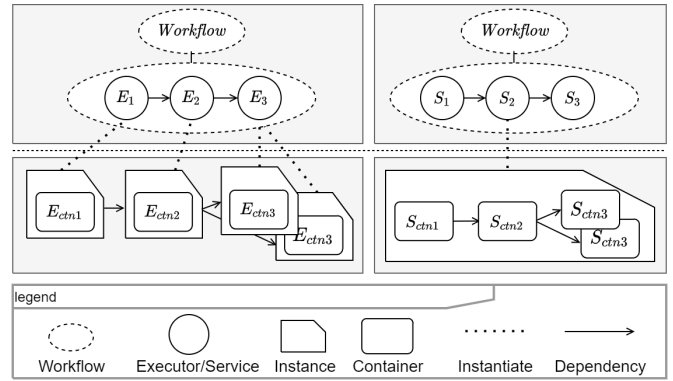 Workflow
E1 E2 E3
Ectn1 Ectn2 Ectn3
Ectn3
Workflow
S1 S2 S3
Sctn1 Sctn2 Sctn3
Sctn3
legend
Workflow Executor/Service Instance Container Instantiate Dependency